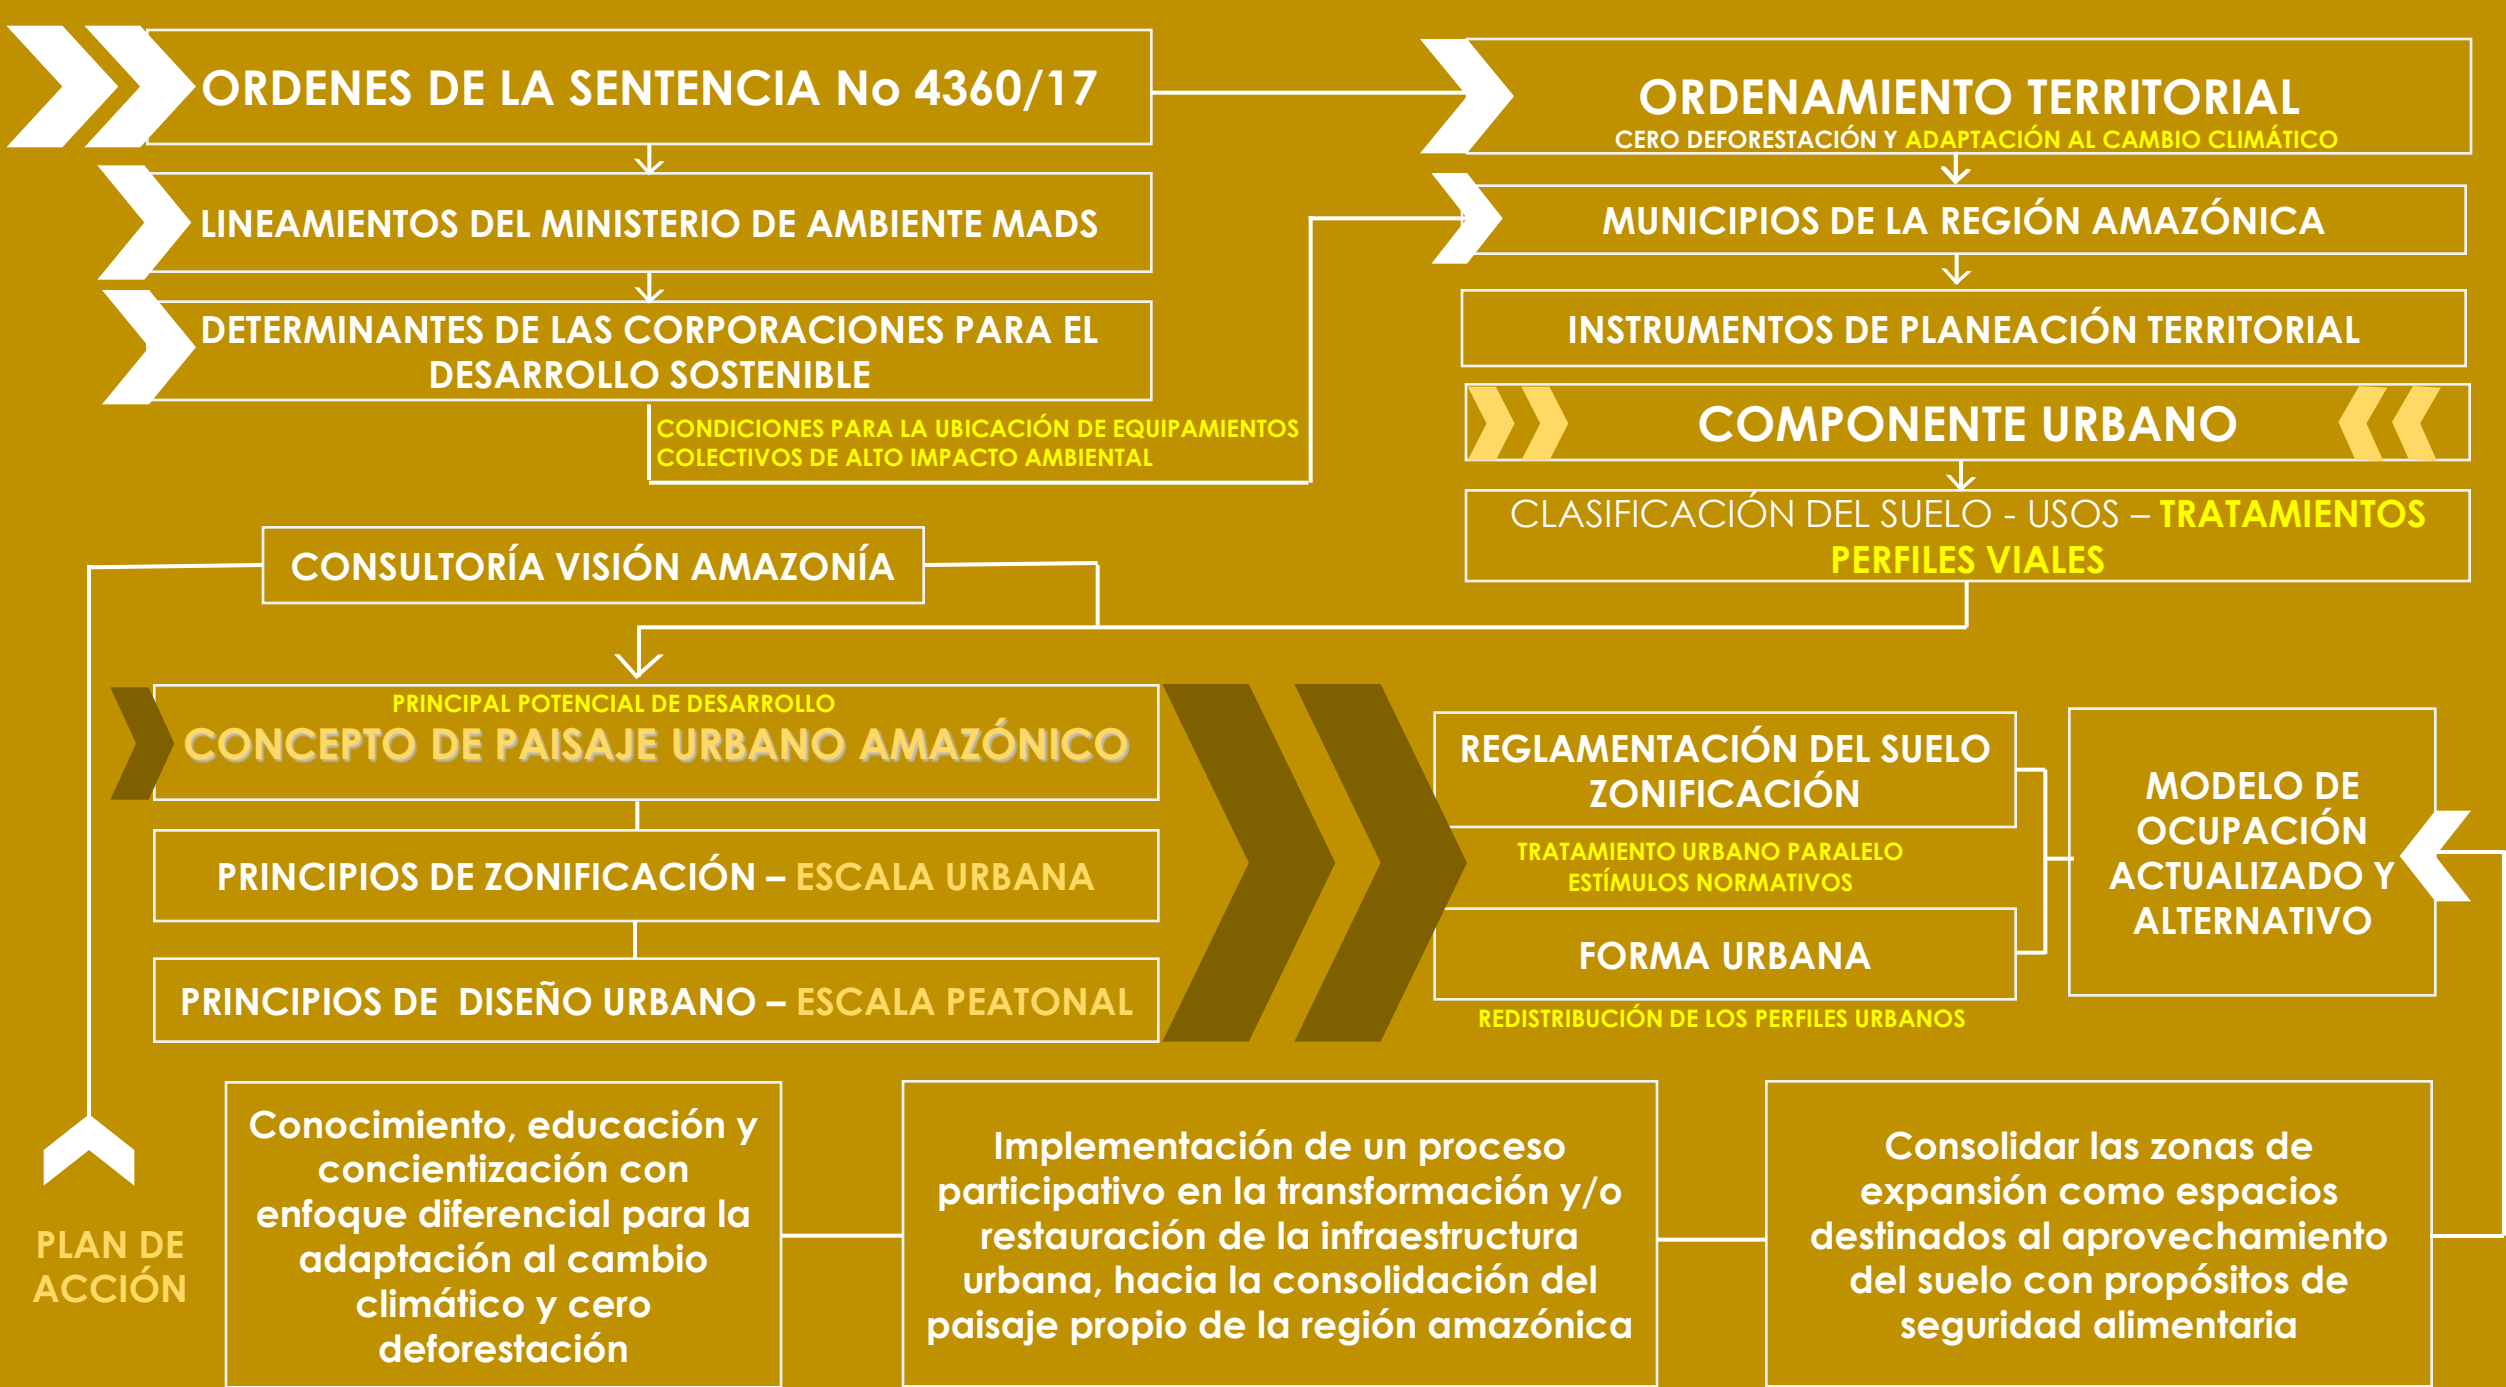 ORDENES DE LA SENTENCIA No 4360/17
LINEAMIENTOS DEL MINISTERIO DE AMBIENTE MADS
DETERMINANTES DE LAS CORPORACIONES PARA EL
DESARROLLO SOSTENIBLE
CONDICIONES PARA LA UBICACIÓN DE EQUIPAMIENTOS
COLECTIVOS DE ALTO IMPACTO AMBIENTAL
ORDENAMIENTO TERRITORIAL
CERO DEFORESTACIÓN Y ADAPTACIÓN AL CAMBIO CLIMÁTICO
MUNICIPIOS DE LA REGIÓN AMAZÓNICA
INSTRUMENTOS DE PLANEACIÓN TERRITORIAL
COMPONENTE URBANO
CLASIFICACIÓN DEL SUELO - USOS – TRATAMIENTOS
PERFILES VIALES
CONSULTORÍA VISIÓN AMAZONÍA
PRINCIPAL POTENCIAL DE DESARROLLO
CONCEPTO DE PAISAJE URBANO AMAZÓNICO
PRINCIPIOS DE ZONIFICACIÓN – ESCALA URBANA
PRINCIPIOS DE DISEÑO URBANO – ESCALA PEATONAL
REGLAMENTACIÓN DEL SUELO
ZONIFICACIÓN
TRATAMIENTO URBANO PARALELO
ESTÍMULOS NORMATIVOS
FORMA URBANA
REDISTRIBUCIÓN DE LOS PERFILES URBANOS
MODELO DE
OCUPACIÓN
ACTUALIZADO Y
ALTERNATIVO
PLAN DE
ACCIÓN
Conocimiento, educación y
concientización con
enfoque diferencial para la
adaptación al cambio
climático y cero
deforestación
Implementación de un proceso
participativo en la transformación y/o
restauración de la infraestructura
urbana, hacia la consolidación del
paisaje propio de la región amazónica
Consolidar las zonas de
expansión como espacios
destinados al aprovechamiento
del suelo con propósitos de
seguridad alimentaria